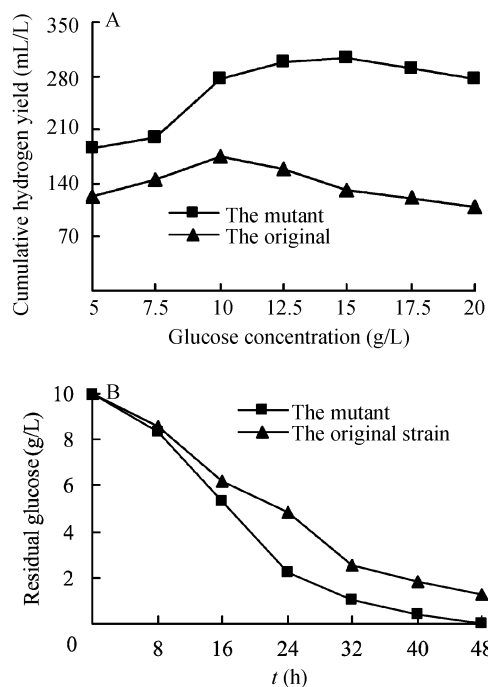 A
Cumulative hydrogen yield (mL/L)
350
280
210
140
70
The mutant
The original
5 7.5 10 12.5 15 17.5 20
Glucose concentration (g/L)
B
Residual glucose (g/L)
10
8
6
4
2
0
The mutant
The original strain
8 16 24 32 40 48
t (h)